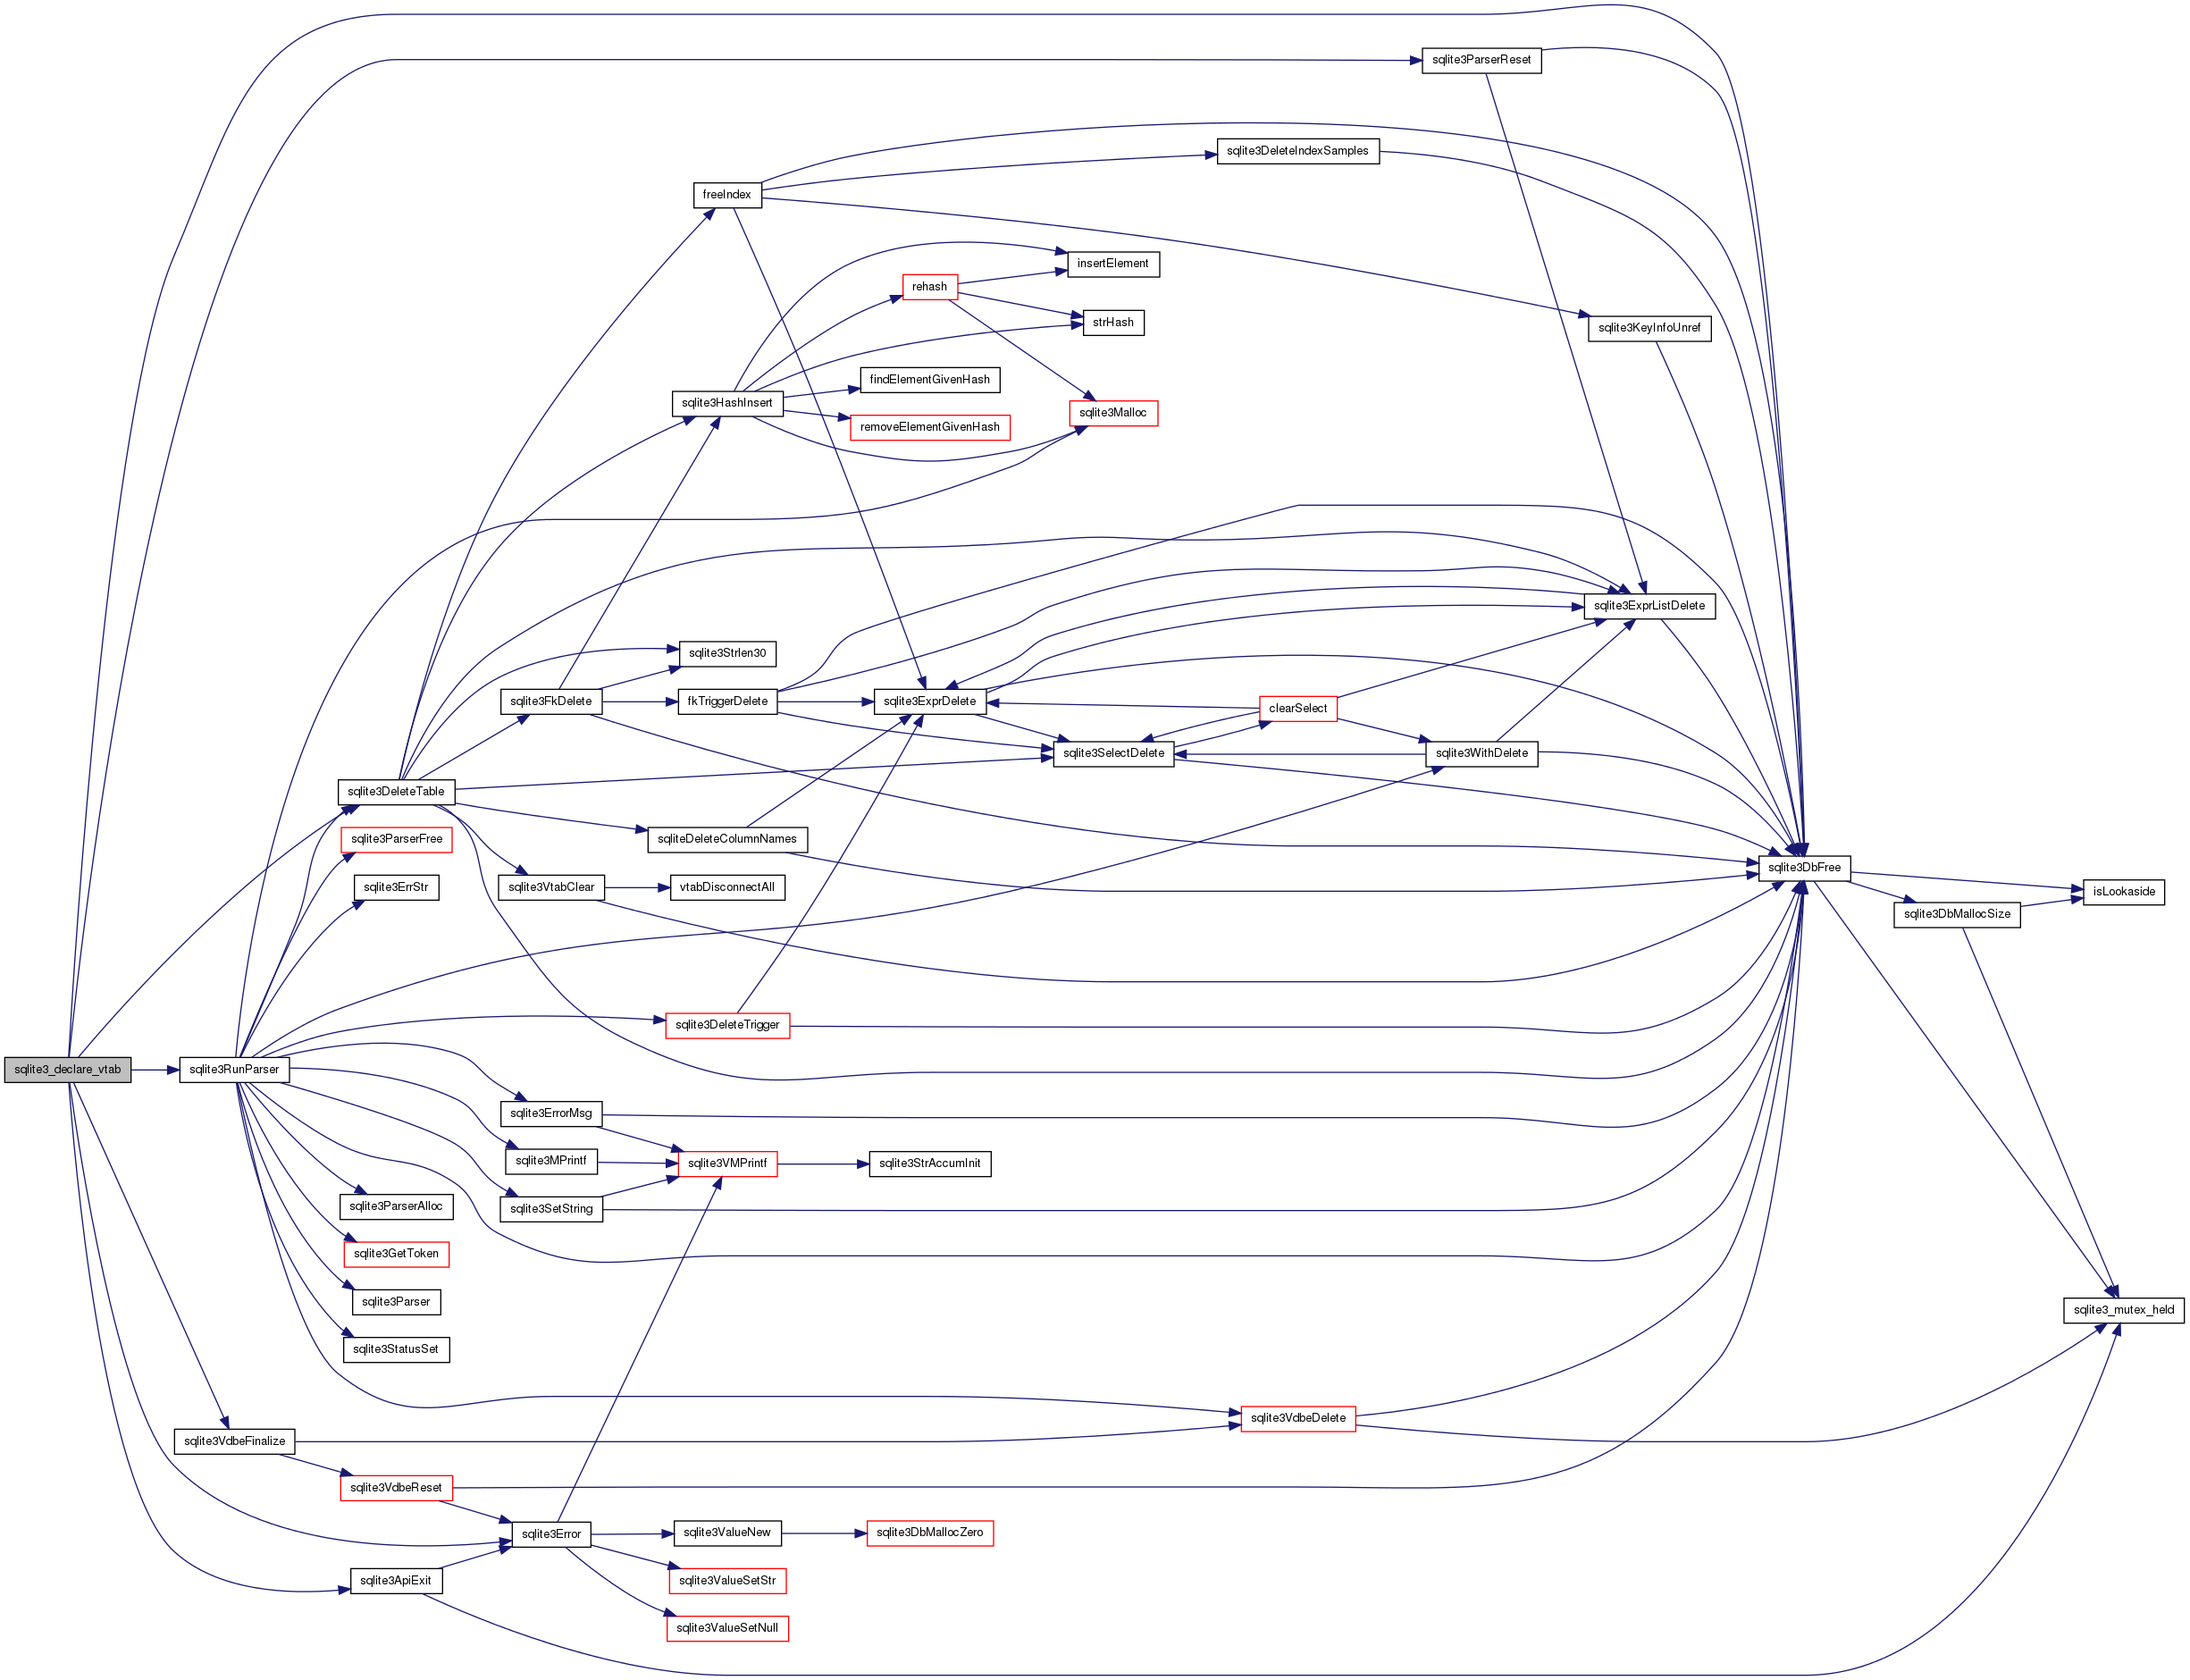 sqlite3ParserReset
sqlite3DeleteIndexSamples
freeIndex
insertElement
rehash
strHash
sqlite3KeyInfoUnref
findElementGivenHash
sqlite3HashInsert
sqlite3Malloc
removeElementGivenHash
sqlite3ExprListDelete
sqlite3Strlen30
sqlite3FkDelete
fkTriggerDelete
sqlite3ExprDelete
clearSelect
sqlite3SelectDelete
sqlite3WithDelete
sqlite3DeleteTable
sqlite3ParserFree
sqliteDeleteColumnNames
sqlite3DbFree
sqlite3ErrStr
sqlite3VtabClear
vtabDisconnectAll
isLookaside
sqlite3DbMallocSize
sqlite3DeleteTrigger
sqlite3_declare_vtab
sqlite3RunParser
sqlite3ErrorMsg
sqlite3MPrintf
sqlite3VMPrintf
sqlite3StrAccumInit
sqlite3ParserAlloc
sqlite3SetString
sqlite3GetToken
sqlite3Parser
sqlite3_mutex_held
sqlite3StatusSet
sqlite3VdbeDelete
sqlite3VdbeFinalize
sqlite3VdbeReset
sqlite3Error
sqlite3ValueNew
sqlite3DbMallocZero
sqlite3ApiExit
sqlite3ValueSetStr
sqlite3ValueSetNull